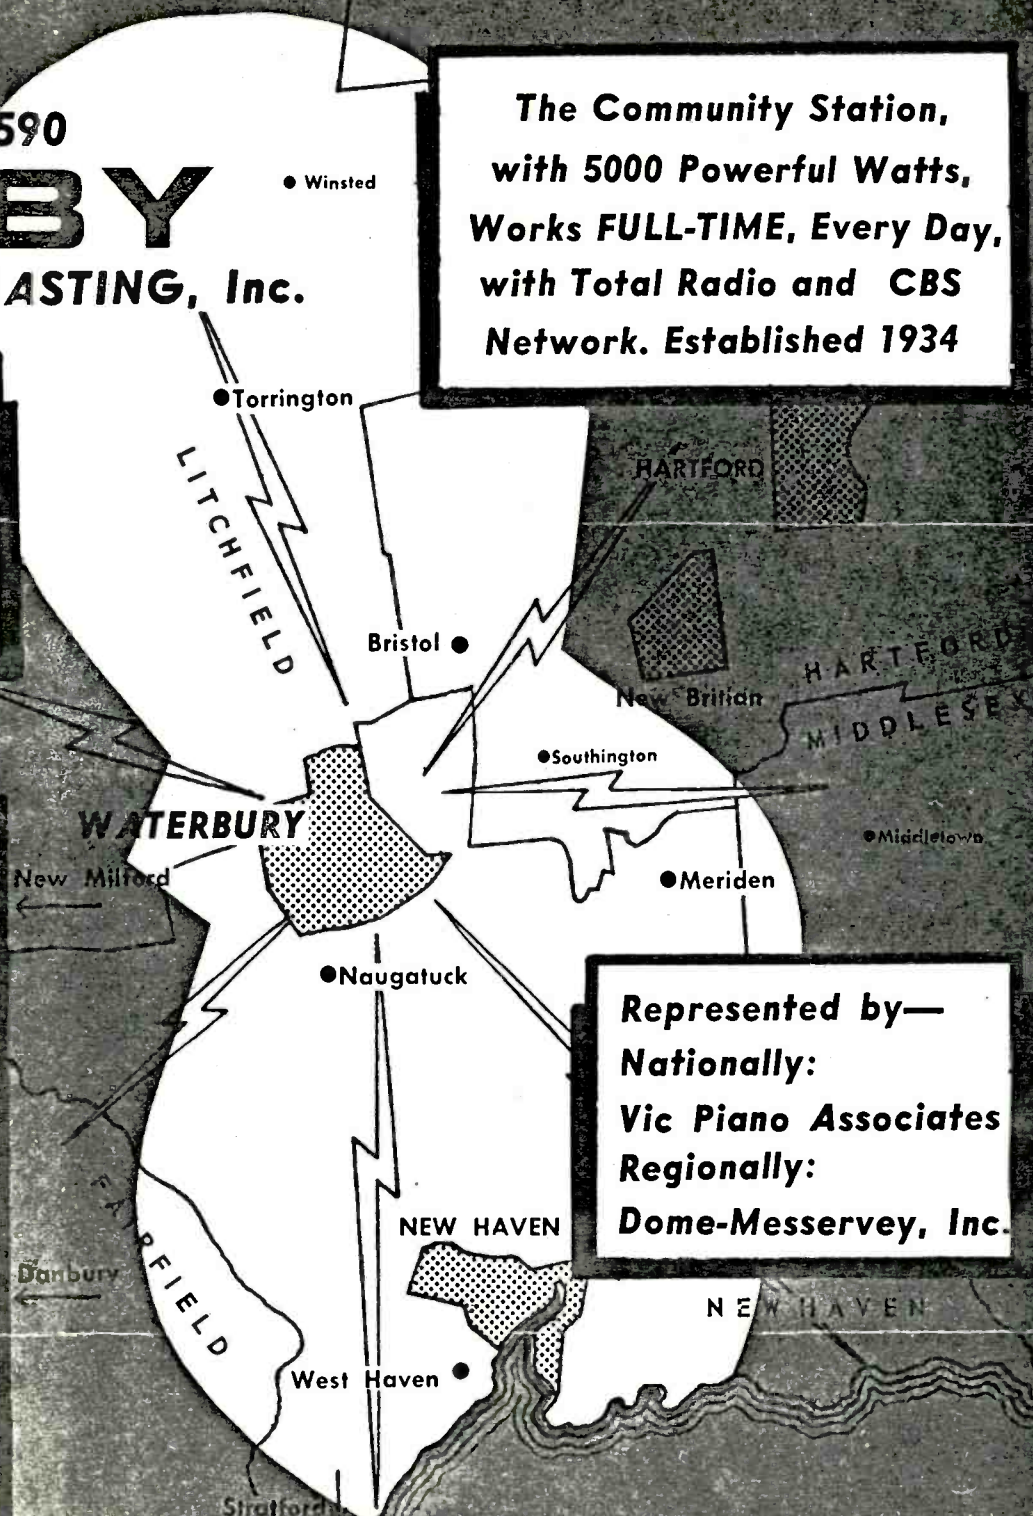 590
BY
ASTING, Inc.
The Community Station,
with 5000 Powerful Watts,
Works FULL-TIME, Every Day,
with Total Radio and CBS
Network. Established 1934
Winsted
Torrington
LITCHFIELD
HARTFORD
Bristol
HARTFORD
New Britian
MIDDLESEX
Southington
WATERBURY
Middletown
New Milford
Meriden
Naugatuck
Represented by—
Nationally:
Vic Piano Associates
Regionally:
Dome-Messervey, Inc.
FAIRFIELD
NEW HAVEN
Danbury
NEW HAVEN
West Haven
Stratford